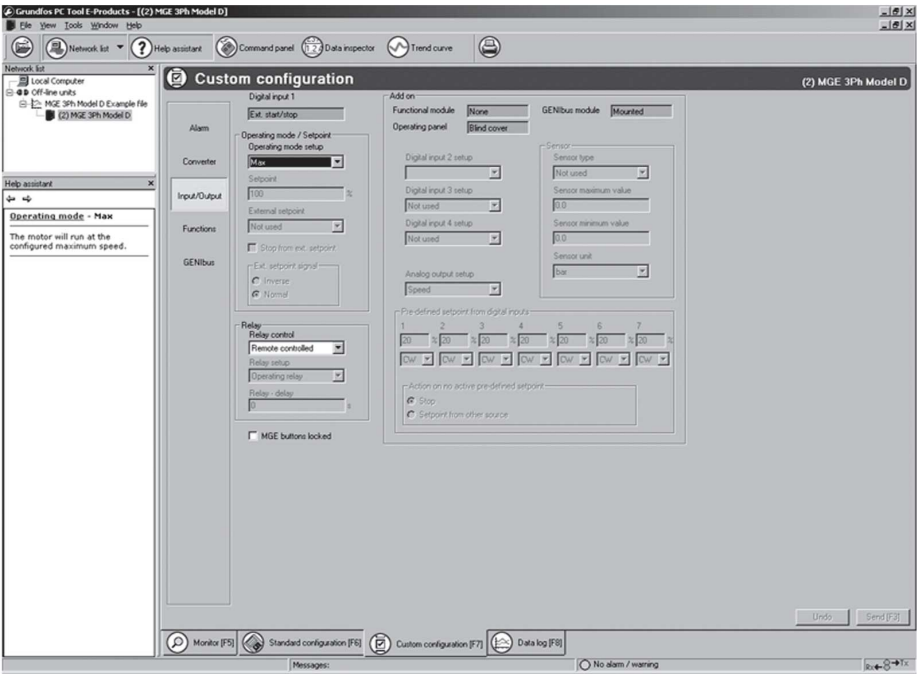 Grundfos PC Tool E-Products - [(2) MGE 3Ph Model D]
File View Tools Window Help
Network list
Help assistant
Command panel
Data inspector
Trend curve
Network list
Local Computer
Off-line units
MGE 3Ph Model D Example file
(2) MGE 3Ph Model D
Help assistant
Operating mode - Max
The motor will run at the
configured maximum speed.
Custom configuration
(2) MGE 3Ph Model D
Alarm
Converter
Input/Output
Functions
GENIbus
Digital input 1
Ext. start/stop
Operating mode / Setpoint
Operating mode setup
Max
Setpoint
100 %
External setpoint
Not used
Stop from ext. setpoint
Ext. setpoint signal
Inverse
Normal
Relay
Relay control
Remote controlled
Relay setup
Operating relay
Relay - delay
0 s
MGE buttons locked
Add on
Functional module None
GENIbus module Mounted
Operating panel Blind cover
Digital input 2 setup
Digital input 3 setup
Not used
Digital input 4 setup
Not used
Analog output setup
Speed
Sensor
Sensor type
Not used
Sensor maximum value
0.0
Sensor minimum value
0.0
Sensor unit
bar
Pre-defined setpoint from digital inputs
1 2 3 4 5 6 7
20 % 20 % 20 % 20 % 20 % 20 % 20 %
CW CW CW CW CW CW CW
Action on no active pre-defined setpoint
Stop
Setpoint from other source
Undo
Send [F3]
Monitor [F5]
Standard configuration [F6]
Custom configuration [F7]
Data log [F8]
Messages:
No alarm / warning
Rx Tx